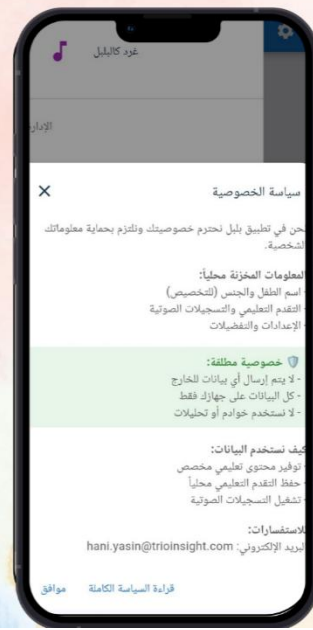 غرد كالبلبل
سياسة الخصوصية
نحن في تطبيق بلبل نحترم خصوصيتك ونلتزم بحماية معلوماتك
الشخصية.
المعلومات المخزنة محلياً:
- اسم الطفل والجنس (للتخصيص)
- التقدم التعليمي والتسجيلات الصوتية
- الإعدادات والتفضيلات
🛡️ خصوصية مطلقة:
- لا يتم إرسال أي بيانات للخارج
- كل البيانات على جهازك فقط
- لا نستخدم خوادم أو تحليلات
كيف نستخدم البيانات:
- توفير محتوى تعليمي مخصص
- حفظ التقدم التعليمي محلياً
- تشغيل التسجيلات الصوتية
للاستفسارات:
البريد الإلكتروني: hani.yasin@trioinsight.com
قراءة السياسة الكاملة
موافق